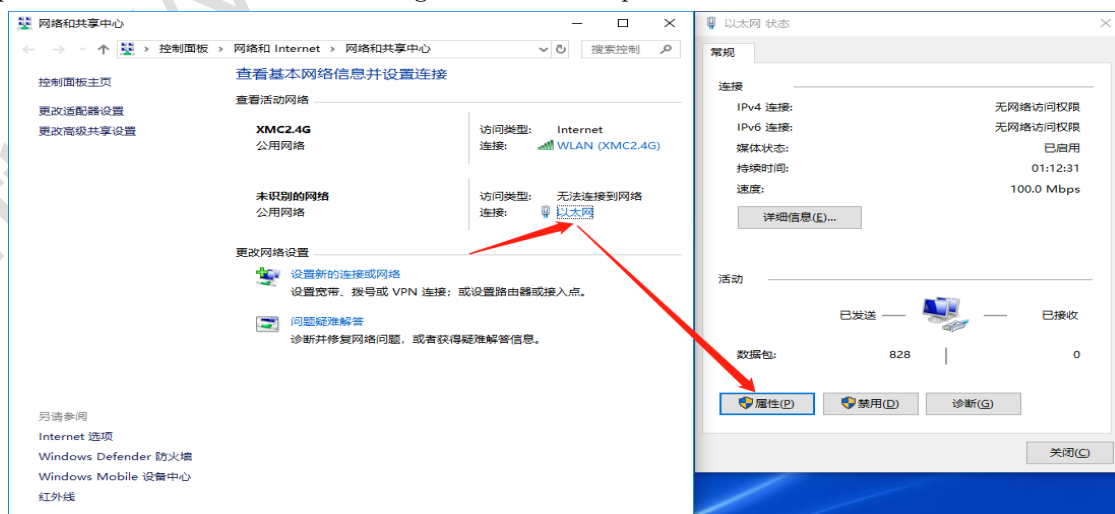 网络和共享中心
控制面板 › 网络和 Internet › 网络和共享中心
搜索控制
控制面板主页
更改适配器设置
更改高级共享设置
查看基本网络信息并设置连接
查看活动网络
XMC2.4G
公用网络
访问类型: Internet
连接: WLAN (XMC2.4G)
未识别的网络
公用网络
访问类型: 无法连接到网络
连接: 以太网
更改网络设置
设置新的连接或网络
设置宽带、拨号或 VPN 连接；或设置路由器或接入点。
问题疑难解答
诊断并修复网络问题，或者获得疑难解答信息。
另请参阅
Internet 选项
Windows Defender 防火墙
Windows Mobile 设备中心
红外线
以太网 状态
常规
连接
IPv4 连接: 无网络访问权限
IPv6 连接: 无网络访问权限
媒体状态: 已启用
持续时间: 01:12:31
速度: 100.0 Mbps
详细信息(E)...
活动
已发送 — — 已接收
数据包: 828 | 0
属性(P)
禁用(D)
诊断(G)
关闭(C)